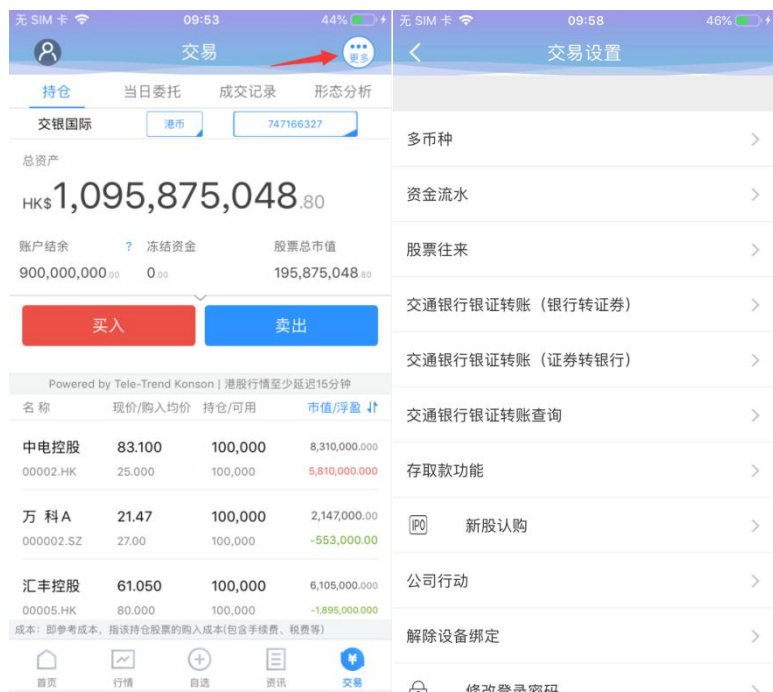 无 SIM 卡 09:53 44%
交易 更多
持仓 当日委托 成交记录 形态分析
交银国际 港币 747166327
总资产
HK$1,095,875,048.80
账户结余 ? 冻结资金 股票总市值
900,000,000.00 0.00 195,875,048.80
买入 卖出
Powered by Tele-Trend Konson | 港股行情至少延迟15分钟
名称 现价/购入均价 持仓/可用 市值/浮盈
中电控股 83.100 100,000 8,310,000.000
00002.HK 25.000 100,000 5,810,000.000
万 科A 21.47 100,000 2,147,000.00
000002.SZ 27.00 100,000 -553,000.00
汇丰控股 61.050 100,000 6,105,000.000
00005.HK 80.000 100,000 -1,895,000.000
成本：即参考成本，指该持仓股票的购入成本(包含手续费、税费等)
首页 行情 自选 资讯 交易
无 SIM 卡 09:58 46%
交易设置
多币种
资金流水
股票往来
交通银行银证转账（银行转证券）
交通银行银证转账（证券转银行）
交通银行银证转账查询
存取款功能
IPO 新股认购
公司行动
解除设备绑定
修改登录密码